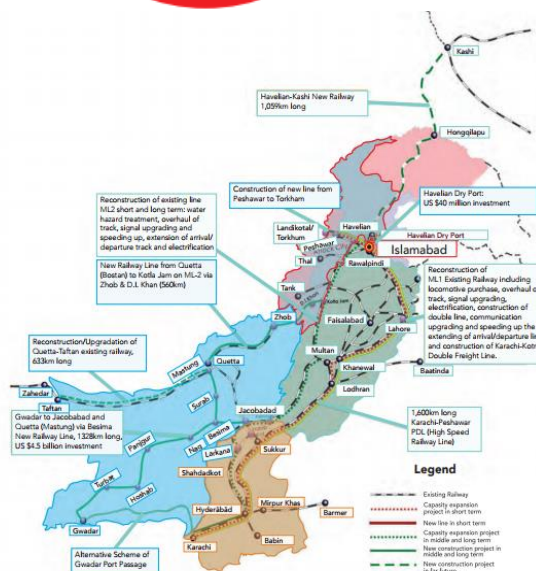 Kashi
Havelian-Kashi New Railway
1,059km long
Hongqilapu
Reconstruction of existing line
ML2 short and long term: water
hazard treatment, overhaul of
track, signal upgrading and
speeding up, extension of arrival/
departure track and electrification
Construction of new line from
Peshawar to Torkham
Havelian Dry Port:
US $40 million investment
Landikotal/
Torkhum
Havelian
Havelian Dry Port
Peshawar
Islamabad
Thal
Rawalpindi
New Railway Line from Quetta
(Bostan) to Kotla Jam on ML-2 via
Zhob & D.I. Khan (560km)
Tank
Reconstruction of
ML1 Existing Railway including
locomotive purchase, overhaul of
track, signal upgrading,
electrification, construction of
double line, communication
upgrading and speeding up the
extending of arrival/departure li
and construction of Karachi-Kotr
Double Freight Line.
Zhob
Faisalabad
Lahore
Reconstruction/Upgradation of
Quetta-Taftan existing railway,
633km long
Mastung
Quetta
Multan
Khanewal
Baatinda
Zahedar
Taftan
Lodhran
Surab
Jacobadad
1,600km long
Karachi-Peshawar
PDL (High Speed
Railway Line)
Gwadar to Jacobabad and
Quetta (Mastung) via Besima
New Railway Line, 1328km long,
US $4.5 billion investment
Panjgur
Nag
Besima
Larkana
Sukkur
Shahdadkot
Legend
Turbat
Hoshab
Existing Railway
Capacity expansion
project in short term
New line in short term
Capacity expansion project
in middle and long term
New construction project in
middle and long term
New construction project
in far future
Hyderābād
Mirpur Khas
Barmer
Gwadar
Karachi
Babin
Alternative Scheme of
Gwadar Port Passage